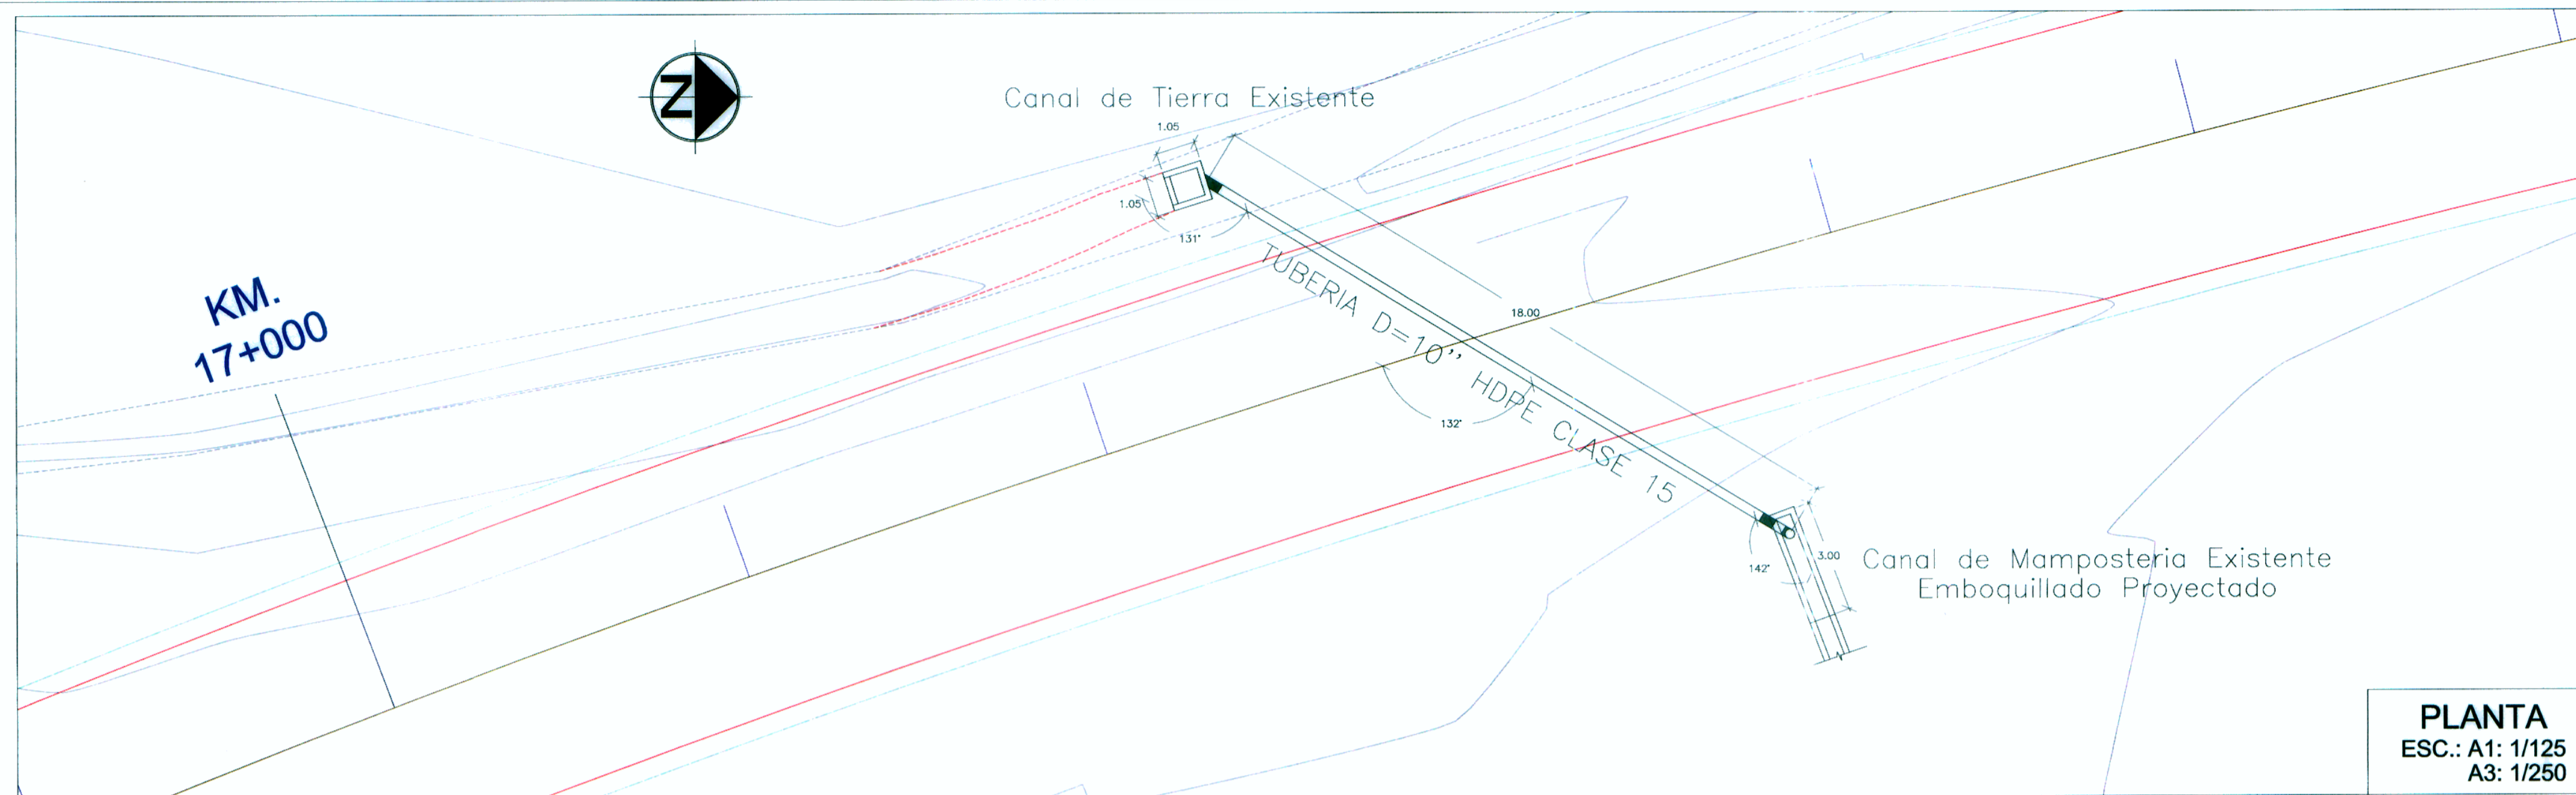 Z
Canal de Tierra Existente
1.05
1.05
131°
KM.
17+000
18.00
TUBERIA D=10'' HDPE CLASE 15
132°
3.00
142°
Canal de Mamposteria Existente
Emboquillado Proyectado
N
PLANTA
ESC.: A1: 1/125
A3: 1/250